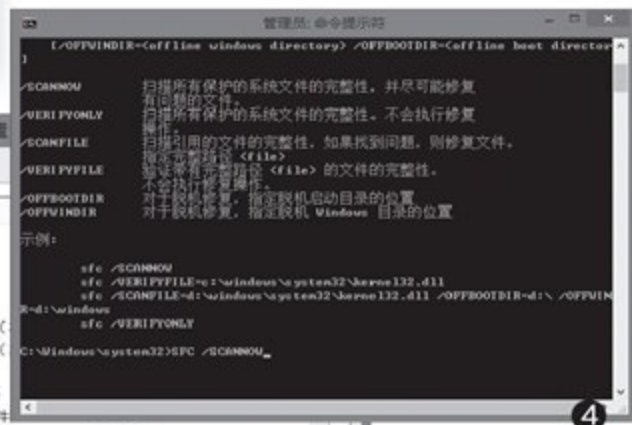 管理员: 命令提示符
[/OFFWINDIR=<offline windows directory> /OFFBOOTDIR=<offline boot director
]
/SCANNOW 扫描所有保护的系统文件的完整性，并尽可能修复
有问题的文件。
/VERIFYONLY 扫描所有保护的系统文件的完整性。不会执行修复
操作。
/SCANFILE 扫描引用的文件的完整性，如果找到问题，则修复文件。
指定完整路径 <file>
/VERIFYFILE 验证带有完整路径 <file> 的文件的完整性。
不会执行修复操作。
/OFFBOOTDIR 对于脱机修复，指定脱机启动目录的位置
/OFFWINDIR 对于脱机修复，指定脱机 Windows 目录的位置
示例:
sfc /SCANNOW
sfc /VERIFYFILE=c:\windows\system32\kernel32.dll
sfc /SCANFILE=d:\windows\system32\kernel32.dll /OFFBOOTDIR=d:\ /OFFWIN
R=d:\windows
sfc /VERIFYONLY
C:\Windows\system32>SFC /SCANNOW_
4